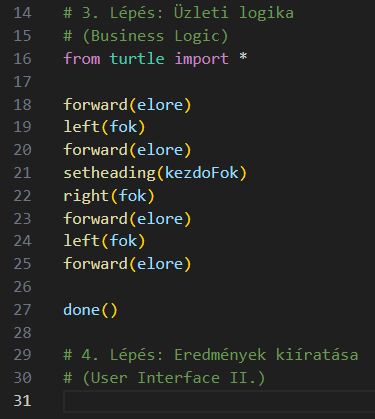 14 # 3. Lépés: Üzleti logika
15 # (Business Logic)
16 from turtle import *
17
18 forward(elore)
19 left(fok)
20 forward(elore)
21 setheading(kezdoFok)
22 right(fok)
23 forward(elore)
24 left(fok)
25 forward(elore)
26
27 done()
28
29 # 4. Lépés: Eredmények kiíratása
30 # (User Interface II.)
31